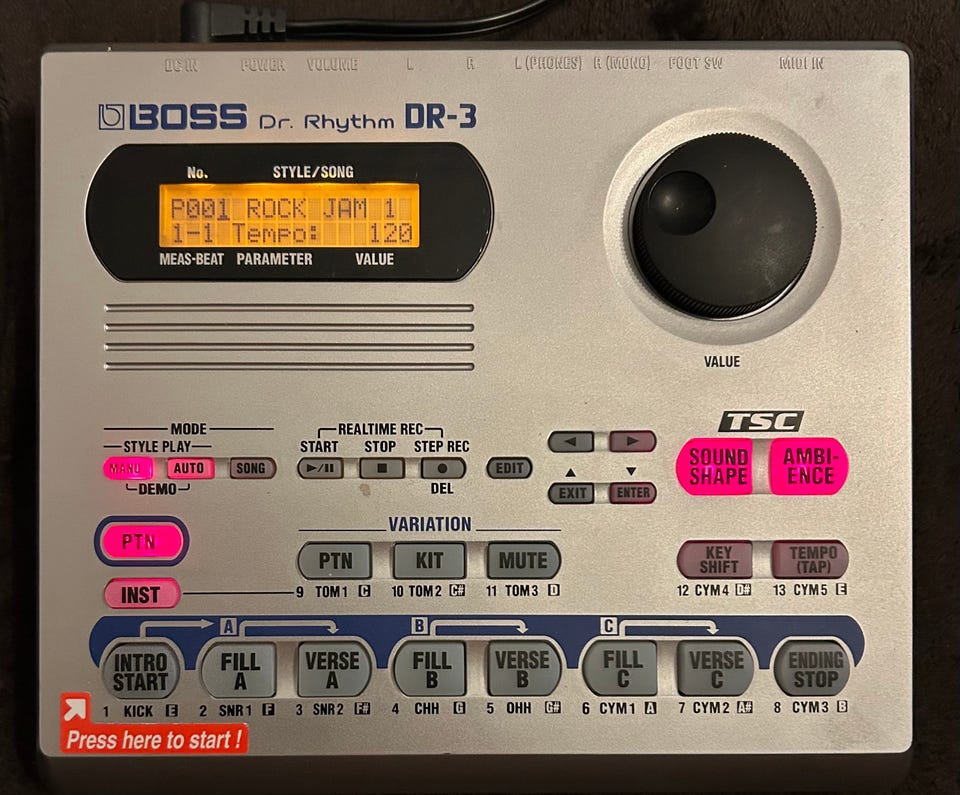 DC IN POWER VOLUME L R L (PHONES) R (MONO) FOOT SW MIDI IN
BOSS Dr. Rhythm DR-3
No. STYLE/SONG
P001 ROCK JAM 1
1-1 Tempo: 120
MEAS-BEAT PARAMETER VALUE
VALUE
TSC
MODE
STYLE PLAY
MANU AUTO SONG
DEMO
REALTIME REC
START STOP STEP REC
DEL
EDIT
EXIT ENTER
SOUND SHAPE
AMBI-ENCE
PTN
VARIATION
PTN KIT MUTE
KEY SHIFT
TEMPO (TAP)
INST
9 TOM1 C 10 TOM2 C# 11 TOM3 D 12 CYM4 D# 13 CYM5 E
A B C
INTRO START
FILL A
VERSE A
FILL B
VERSE B
FILL C
VERSE C
ENDING STOP
1 KICK E 2 SNR1 F 3 SNR2 F# 4 CHH G 5 OHH G# 6 CYM1 A 7 CYM2 A# 8 CYM3 B
Press here to start !